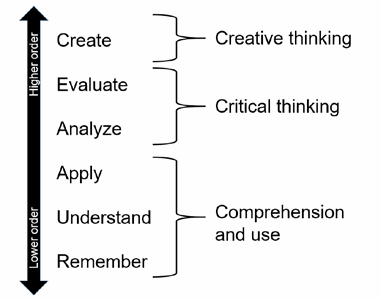 Higher order
Create
Creative thinking
Evaluate
Critical thinking
Analyze
Apply
Understand
Comprehension
and use
Remember
Lower order